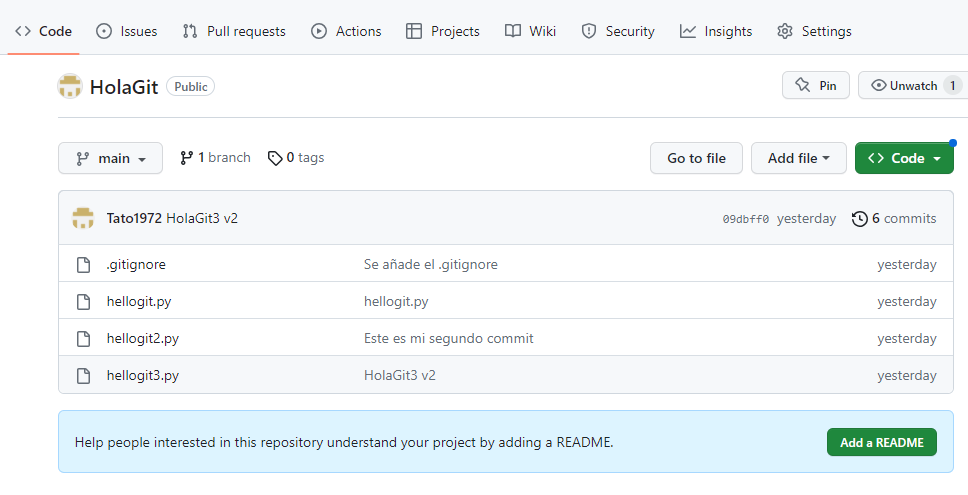 Code Issues Pull requests Actions Projects Wiki Security Insights Settings
HolaGit Public Pin Unwatch 1
main 1 branch 0 tags Go to file Add file Code
Tato1972 HolaGit3 v2 09dbff0 yesterday 6 commits
.gitignore Se añade el .gitignore yesterday
hellogit.py hellogit.py yesterday
hellogit2.py Este es mi segundo commit yesterday
hellogit3.py HolaGit3 v2 yesterday
Help people interested in this repository understand your project by adding a README. Add a README